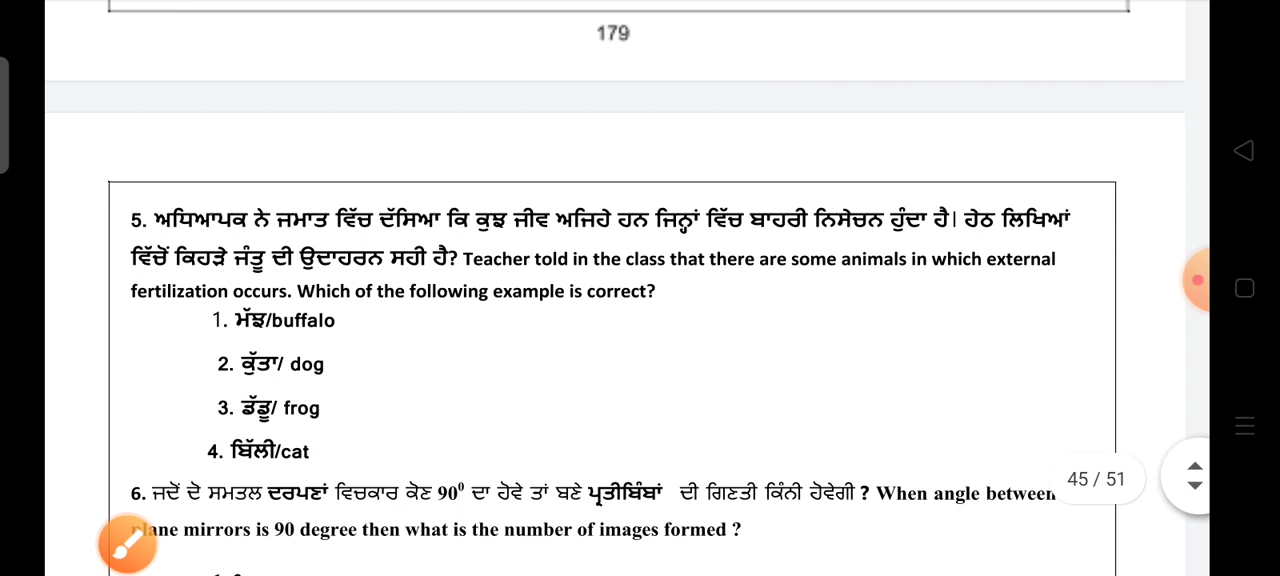 179
5. ਅਧਿਆਪਕ ਨੇ ਜਮਾਤ ਵਿੱਚ ਦੱਸਿਆ ਕਿ ਕੁਝ ਜੀਵ ਅਜਿਹੇ ਹਨ ਜਿਨ੍ਹਾਂ ਵਿੱਚ ਬਾਹਰੀ ਨਿਸੇਚਨ ਹੁੰਦਾ ਹੈ। ਹੇਠ ਲਿਖਿਆਂ
ਵਿੱਚੋਂ ਕਿਹੜੇ ਜੰਤੂ ਦੀ ਉਦਾਹਰਨ ਸਹੀ ਹੈ? Teacher told in the class that there are some animals in which external
fertilization occurs. Which of the following example is correct?
1. ਮੱਝ/buffalo
2. ਕੁੱਤਾ/ dog
3. ਡੱਡੂ/ frog
4. ਬਿੱਲੀ/cat
45 / 51
6. ਜਦੋਂ ਦੋ ਸਮਤਲ ਦਰਪਣਾਂ ਵਿਚਕਾਰ ਕੋਣ 90⁰ ਦਾ ਹੋਵੇ ਤਾਂ ਬਣੇ ਪ੍ਰਤੀਬਿੰਬਾਂ ਦੀ ਗਿਣਤੀ ਕਿੰਨੀ ਹੋਵੇਗੀ ? When angle between
plane mirrors is 90 degree then what is the number of images formed ?